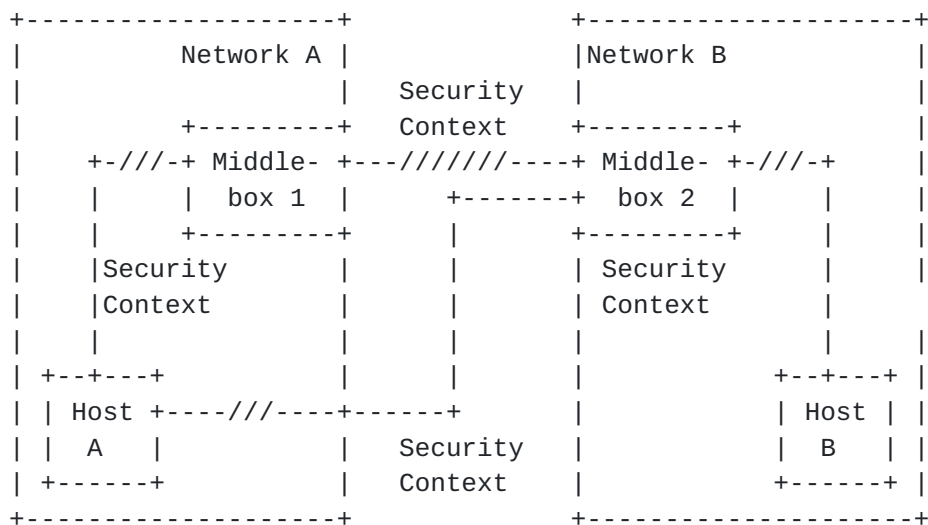 +--------------------+              +---------------------+
|          Network A |              |Network B            |
|                    |   Security   |                     |
|          +---------+   Context    +---------+           |
|    +-///-+ Middle- +---///////----+ Middle- +-///-+     |
|    |     |  box 1  |      +-------+  box 2  |     |     |
|    |     +---------+      |       +---------+     |     |
|    |Security       |      |       | Security      |     |
|    |Context        |      |       | Context       |
|    |               |      |       |               |     |
| +--+---+           |      |       |            +--+---+ |
| | Host +----///----+------+       |            | Host | |
| |  A   |           |   Security   |            |  B   | |
| +------+           |   Context    |            +------+ |
+--------------------+              +---------------------+